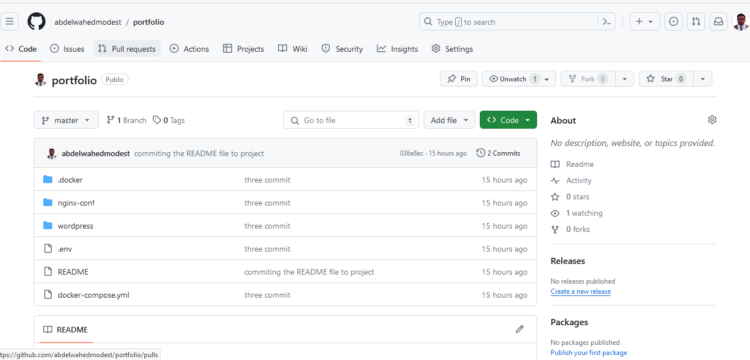 abdelwahedmodest / portfolio
Type / to search
Code Issues Pull requests Actions Projects Wiki Security Insights Settings
portfolio Public
Pin Unwatch 1 Fork 0 Star 0
master 1 Branch 0 Tags Go to file t Add file Code
About
No description, website, or topics provided.
Readme
Activity
0 stars
1 watching
0 forks
abdelwahedmodest commiting the README file to project 036e8ec · 15 hours ago 2 Commits
.docker three commit 15 hours ago
nginx-conf three commit 15 hours ago
wordpress three commit 15 hours ago
.env three commit 15 hours ago
README commiting the README file to project 15 hours ago
docker-compose.yml three commit 15 hours ago
README
Releases
No releases published
Create a new release
Packages
No packages published
Publish your first package
tps://github.com/abdelwahedmodest/portfolio/pulls